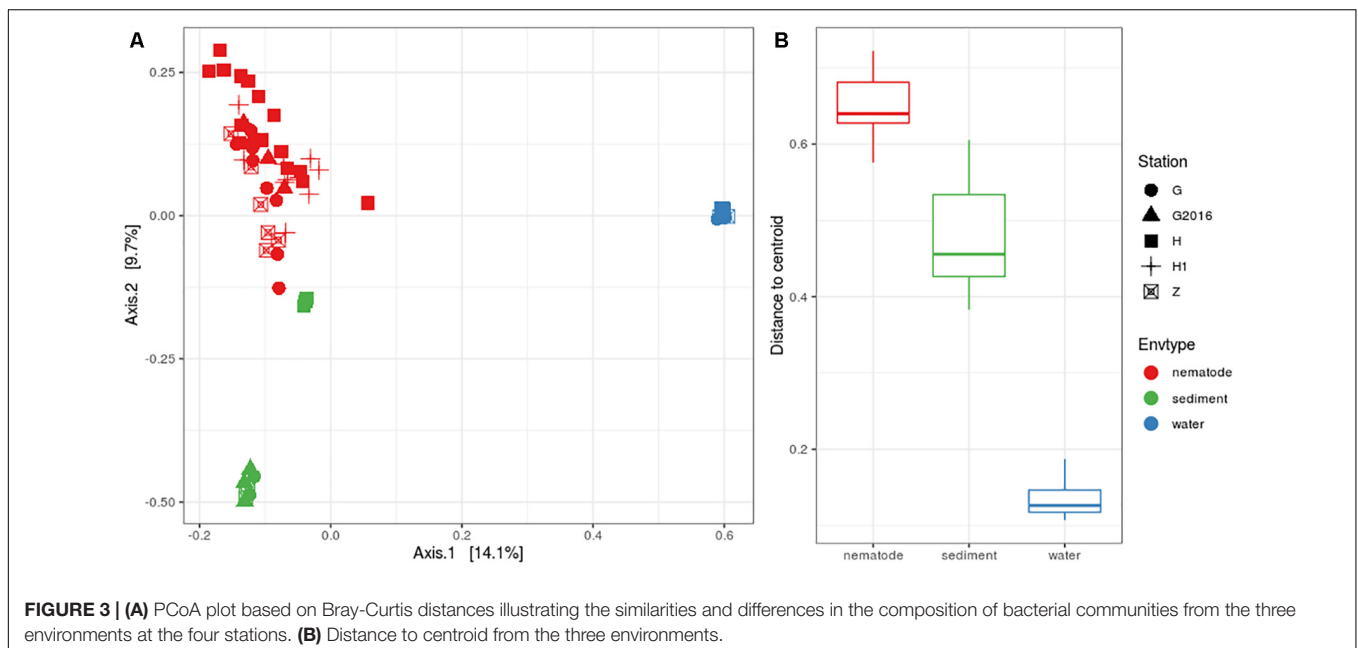 A
0.25
0.00
-0.25
-0.50
Axis.2 [9.7%]
-0.2
0.0
0.2
0.4
0.6
Axis.1 [14.1%]
B
0.6
0.4
0.2
Distance to centroid
nematode
sediment
water
Station
G
G2016
H
H1
Z
Envtype
nematode
sediment
water
FIGURE 3 | (A) PCoA plot based on Bray-Curtis distances illustrating the similarities and differences in the composition of bacterial communities from the three
environments at the four stations. (B) Distance to centroid from the three environments.